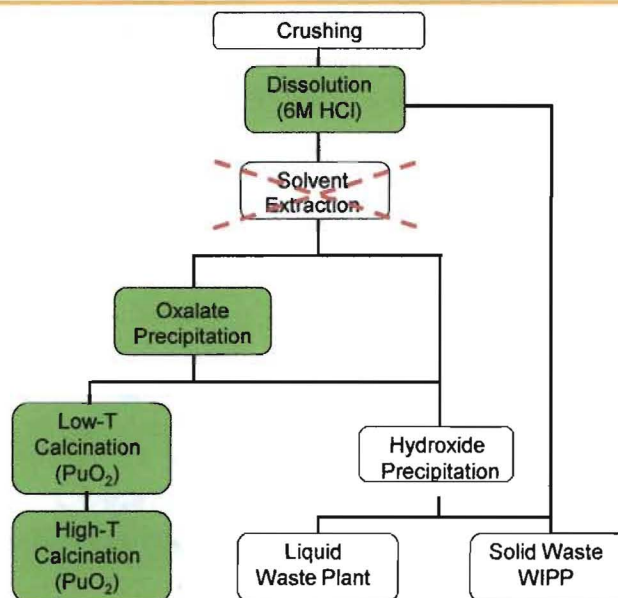 Crushing
Dissolution
(6M HCl)
Solvent
Extraction
Oxalate
Precipitation
Low-T
Calcination
(PuO₂)
Hydroxide
Precipitation
High-T
Calcination
(PuO₂)
Liquid
Waste Plant
Solid Waste
WIPP